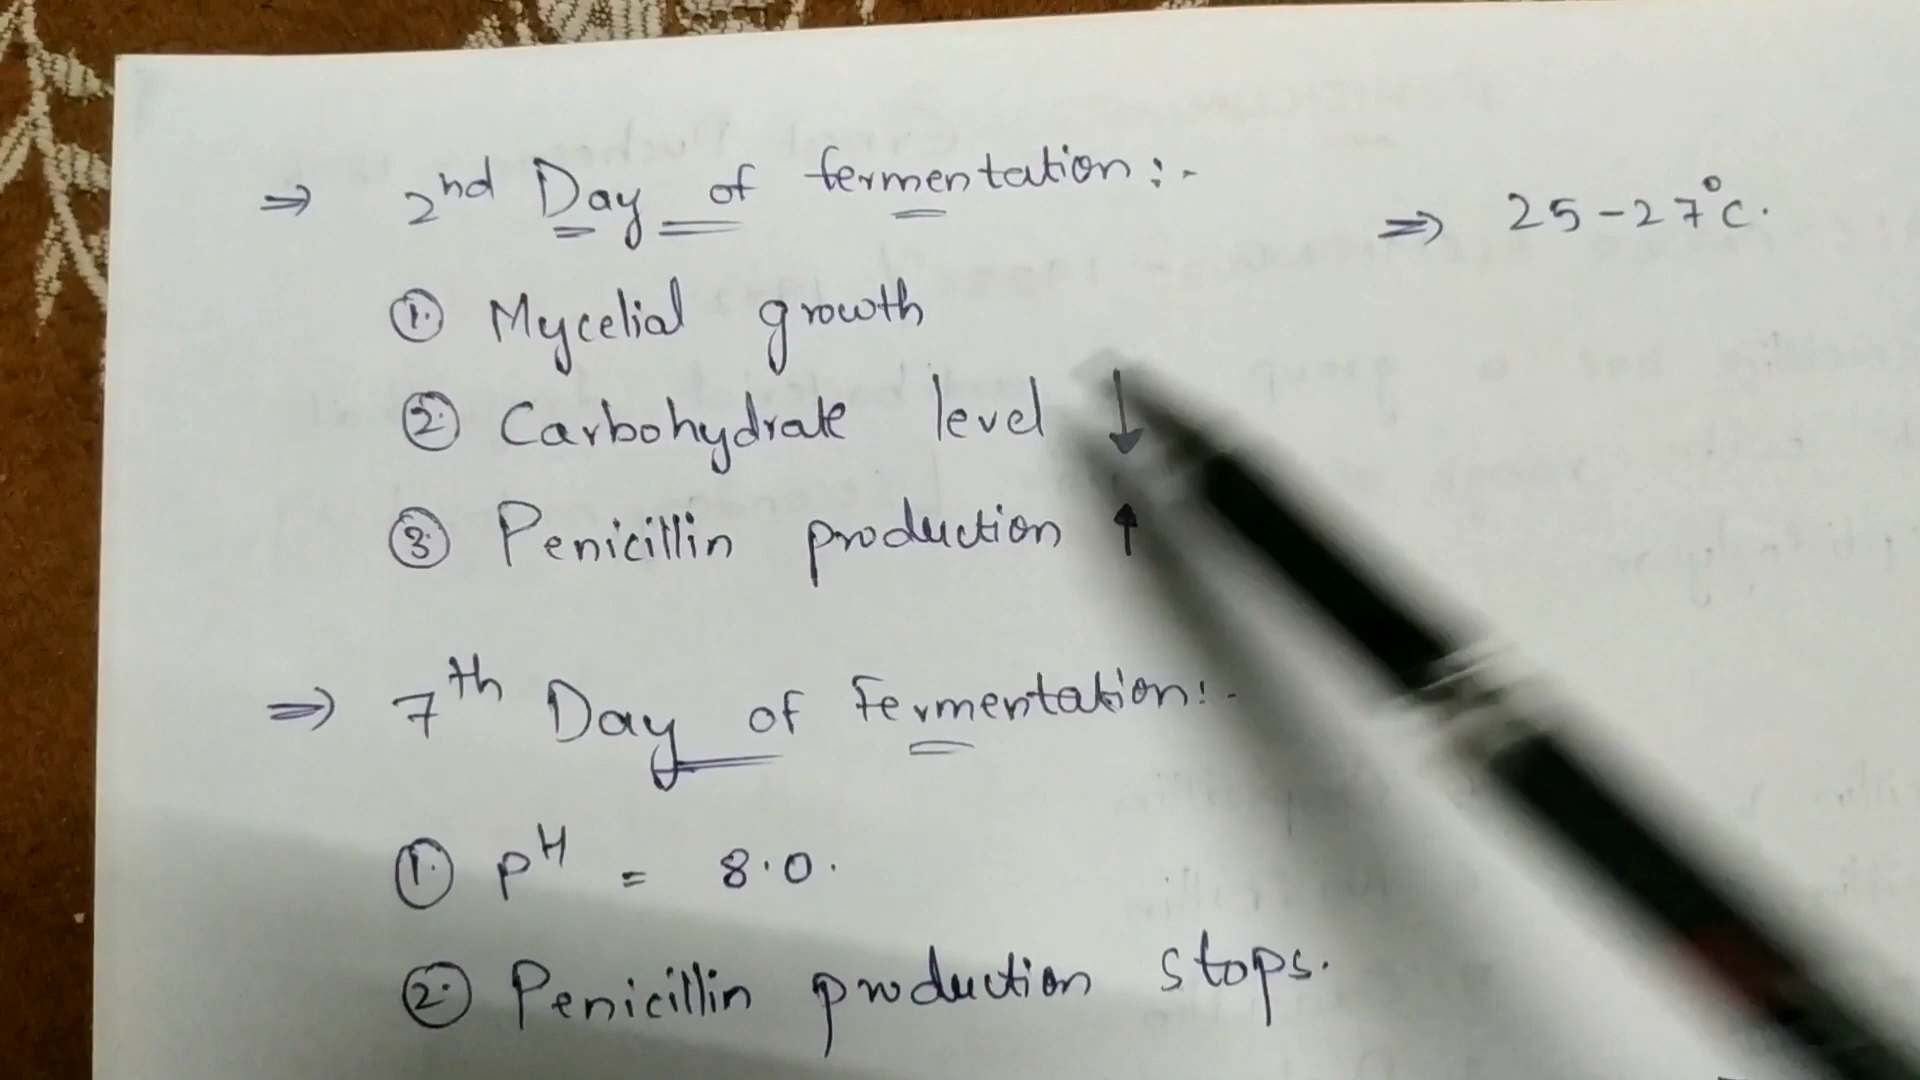 ⇒ 2nd Day of fermentation:-
⇒ 25-27°C.
① Mycelial growth
② Carbohydrate level ↓
③ Penicillin production ↑
⇒ 7th Day of Fermentation:-
① pH = 8.0.
② Penicillin production stops.